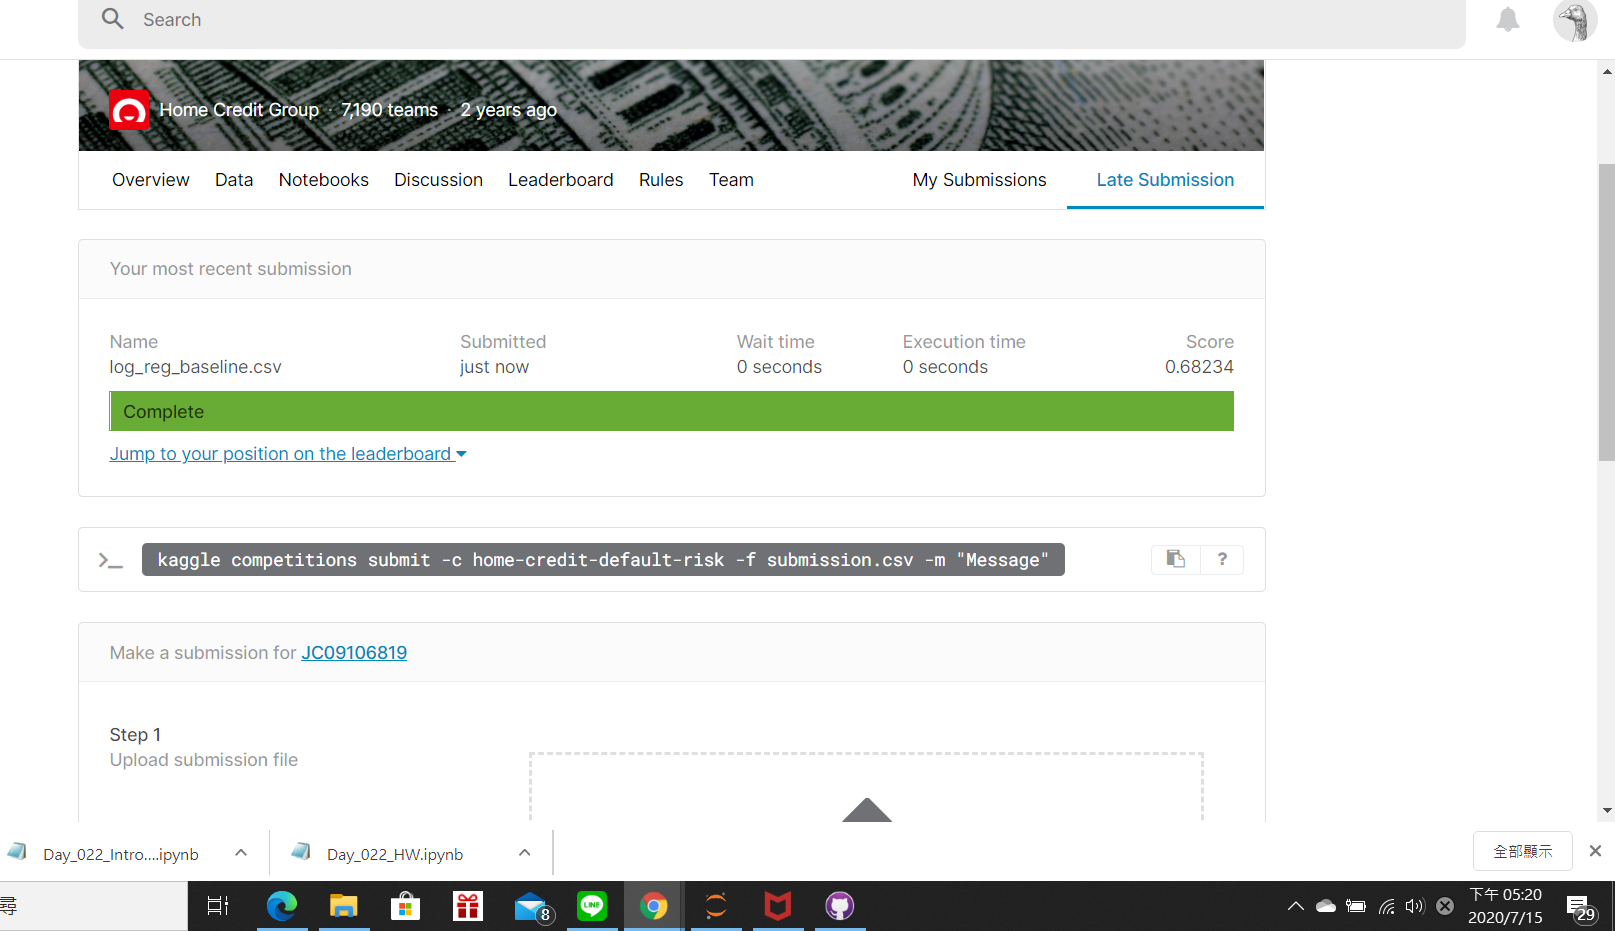 Search
Home Credit Group · 7,190 teams · 2 years ago
Overview Data Notebooks Discussion Leaderboard Rules Team My Submissions Late Submission
Your most recent submission
Name Submitted Wait time Execution time Score
log_reg_baseline.csv just now 0 seconds 0 seconds 0.68234
Complete
Jump to your position on the leaderboard
>_ kaggle competitions submit -c home-credit-default-risk -f submission.csv -m "Message" ?
Make a submission for JC09106819
Step 1
Upload submission file
Day_022_Intro....ipynb Day_022_HW.ipynb 全部顯示
尋 8 LINE 下午 05:20
2020/7/15 29